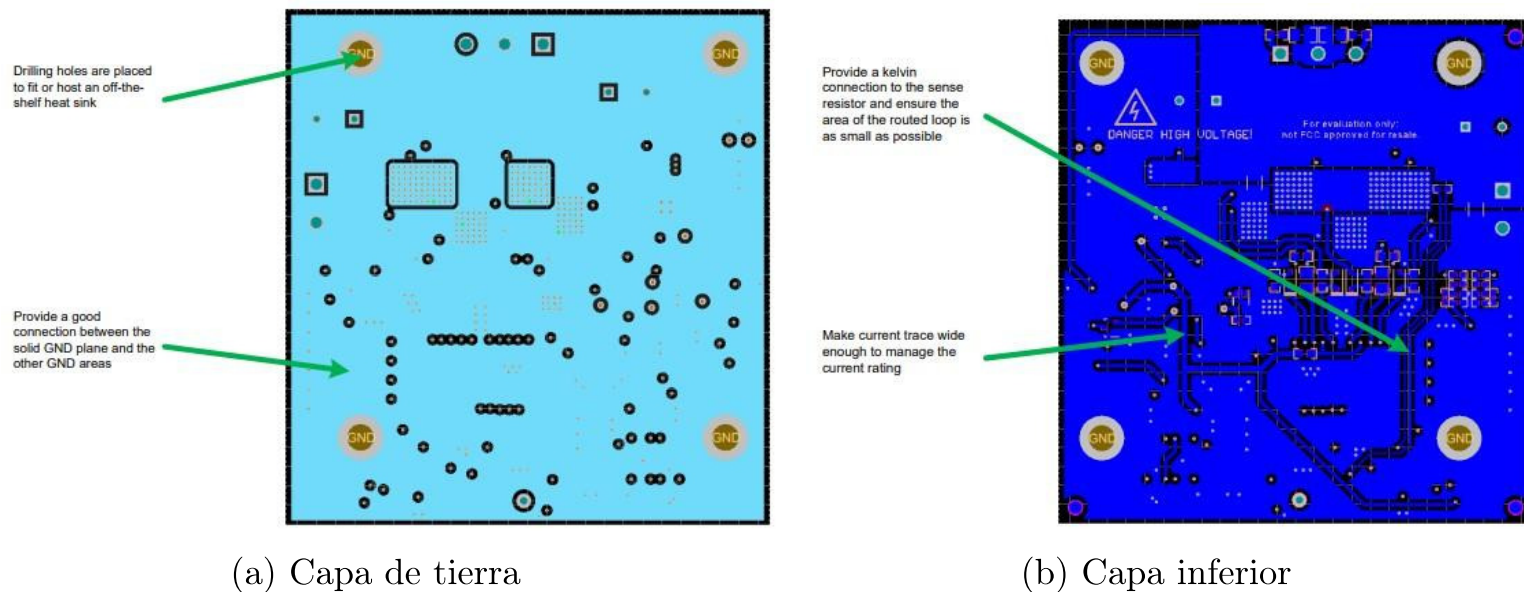 Drilling holes are placed
to fit or host an off-the-
shelf heat sink
Provide a good
connection between the
solid GND plane and the
other GND areas
GND
GND
GND
GND
(a) Capa de tierra
Provide a kelvin
connection to the sense
resistor and ensure the
area of the routed loop is
as small as possible
Make current trace wide
enough to manage the
current rating
GND
GND
DANGER HIGH VOLTAGE!
For evaluation only;
not FCC approved for resale.
GND
GND
(b) Capa inferior